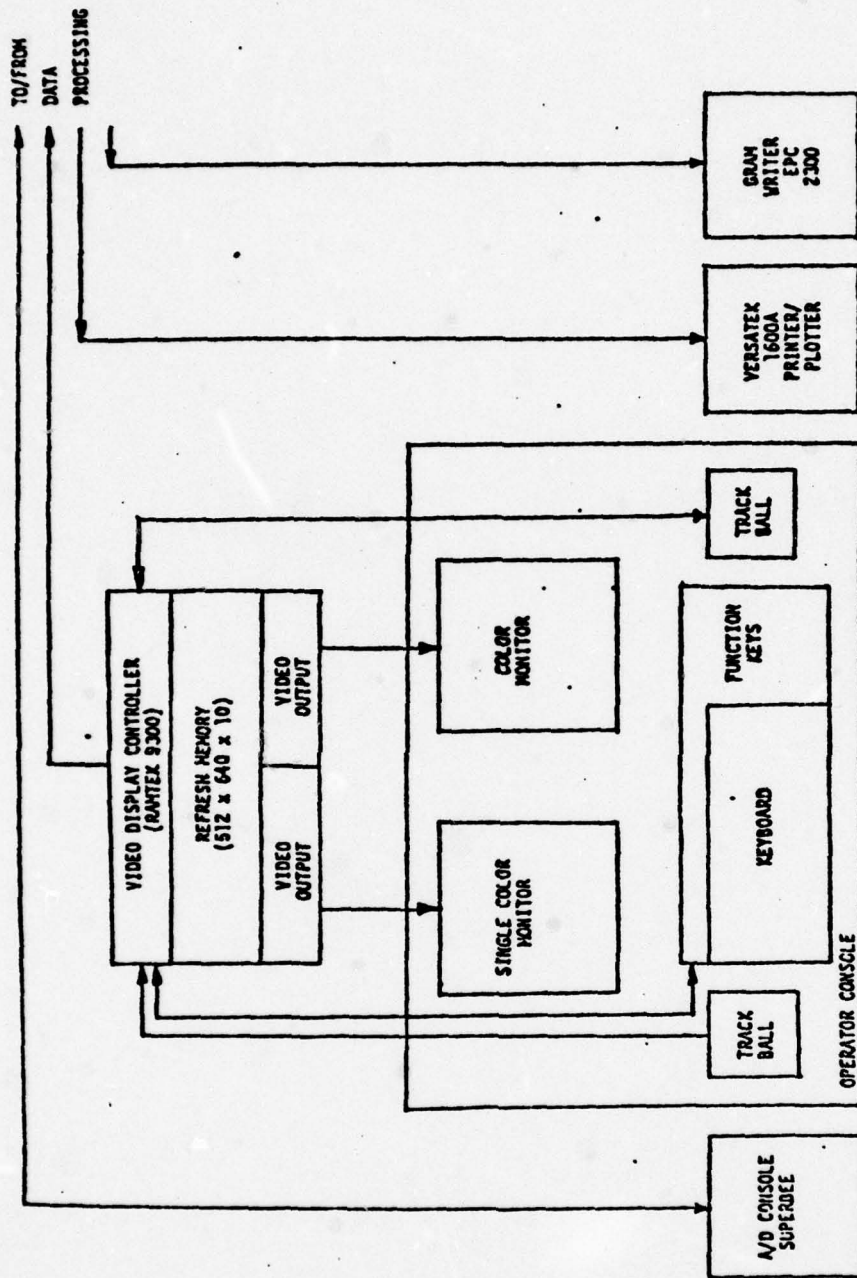 TO/FROM
DATA
PROCESSING
VIDEO DISPLAY CONTROLLER
(RAMTEK 9300)
REFRESH MEMORY
(512 x 640 x 10)
VIDEO
OUTPUT
VIDEO
OUTPUT
SINGLE COLOR
MONITOR
COLOR
MONITOR
TRACK
BALL
KEYBOARD
FUNCTION
KEYS
TRACK
BALL
OPERATOR CONSOLE
A/D CONSOLE
SUPERBEE
VERSATEK
1600A
PRINTER/
PLOTTER
GRAM
WRITER
EPC
2300